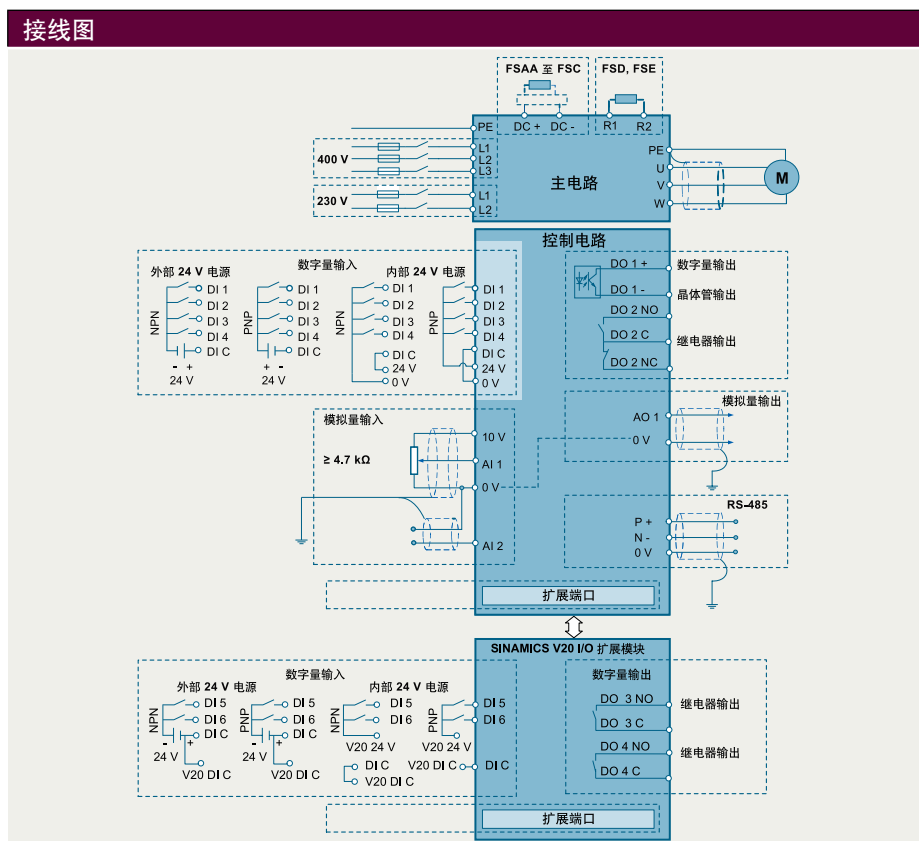 接线图
FSAA 至 FSC
FSD, FSE
PE
DC +
DC -
R1
R2
400 V
L1
L2
L3
230 V
L1
L2
主电路
PE
U
V
W
M
控制电路
数字量输入
外部 24 V 电源
内部 24 V 电源
NPN
DI 1
DI 2
DI 3
DI 4
DI C
- +
24 V
PNP
DI 1
DI 2
DI 3
DI 4
DI C
+ -
24 V
NPN
DI 1
DI 2
DI 3
DI 4
DI C
24 V
0 V
PNP
DI 1
DI 2
DI 3
DI 4
DI C
24 V
0 V
DO 1 +
数字量输出
DO 1 -
晶体管输出
DO 2 NO
DO 2 C
继电器输出
DO 2 NC
模拟量输入
≥ 4.7 kΩ
10 V
AI 1
0 V
AI 2
模拟量输出
AO 1
0 V
RS-485
P +
N -
0 V
扩展端口
SINAMICS V20 I/O 扩展模块
数字量输入
外部 24 V 电源
内部 24 V 电源
NPN
DI 5
DI 6
DI C
- +
24 V
V20 DI C
PNP
DI 5
DI 6
DI C
- +
24 V
V20 DI C
NPN
DI 5
DI 6
V20 24 V
DI C
V20 DI C
PNP
DI 5
DI 6
V20 24 V
V20 DI C
DI C
数字量输出
DO 3 NO
继电器输出
DO 3 C
DO 4 NO
继电器输出
DO 4 C
扩展端口